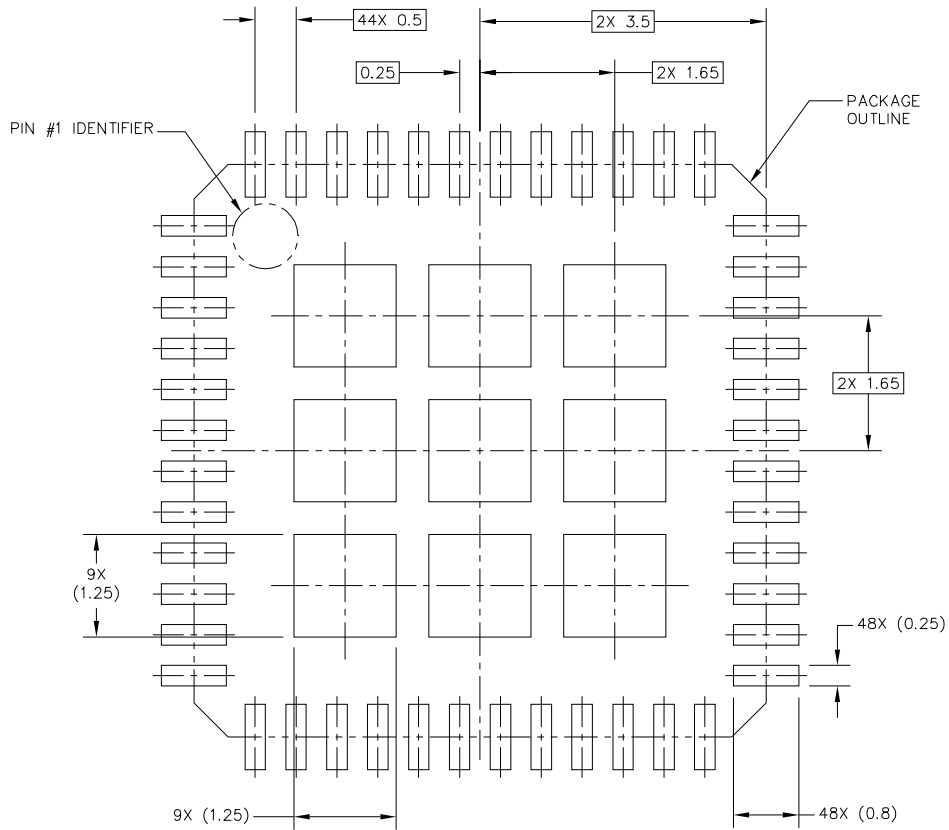 44X 0.5
2X 3.5
0.25
2X 1.65
PIN #1 IDENTIFIER
PACKAGE
OUTLINE
2X 1.65
9X
(1.25)
48X (0.25)
9X (1.25)
48X (0.8)